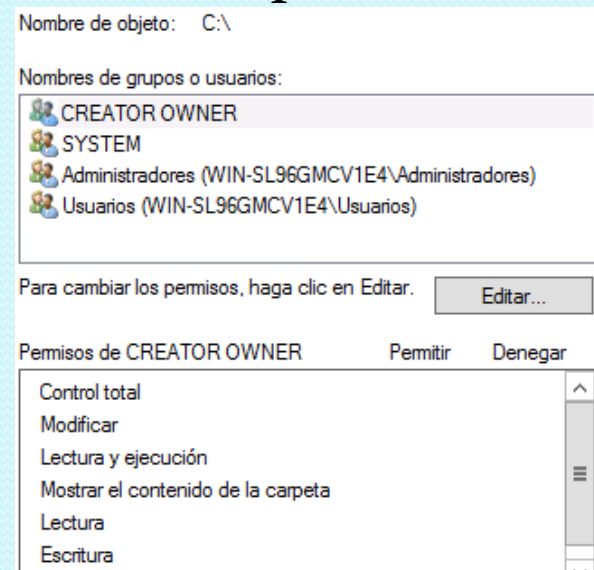 Nombre de objeto: C:\
Nombres de grupos o usuarios:
CREATOR OWNER
SYSTEM
Administradores (WIN-SL96GMCV1E4\Administradores)
Usuarios (WIN-SL96GMCV1E4\Usuarios)
Para cambiar los permisos, haga clic en Editar. Editar...
Permisos de CREATOR OWNER Permitir Denegar
Control total
Modificar
Lectura y ejecución
Mostrar el contenido de la carpeta
Lectura
Escritura